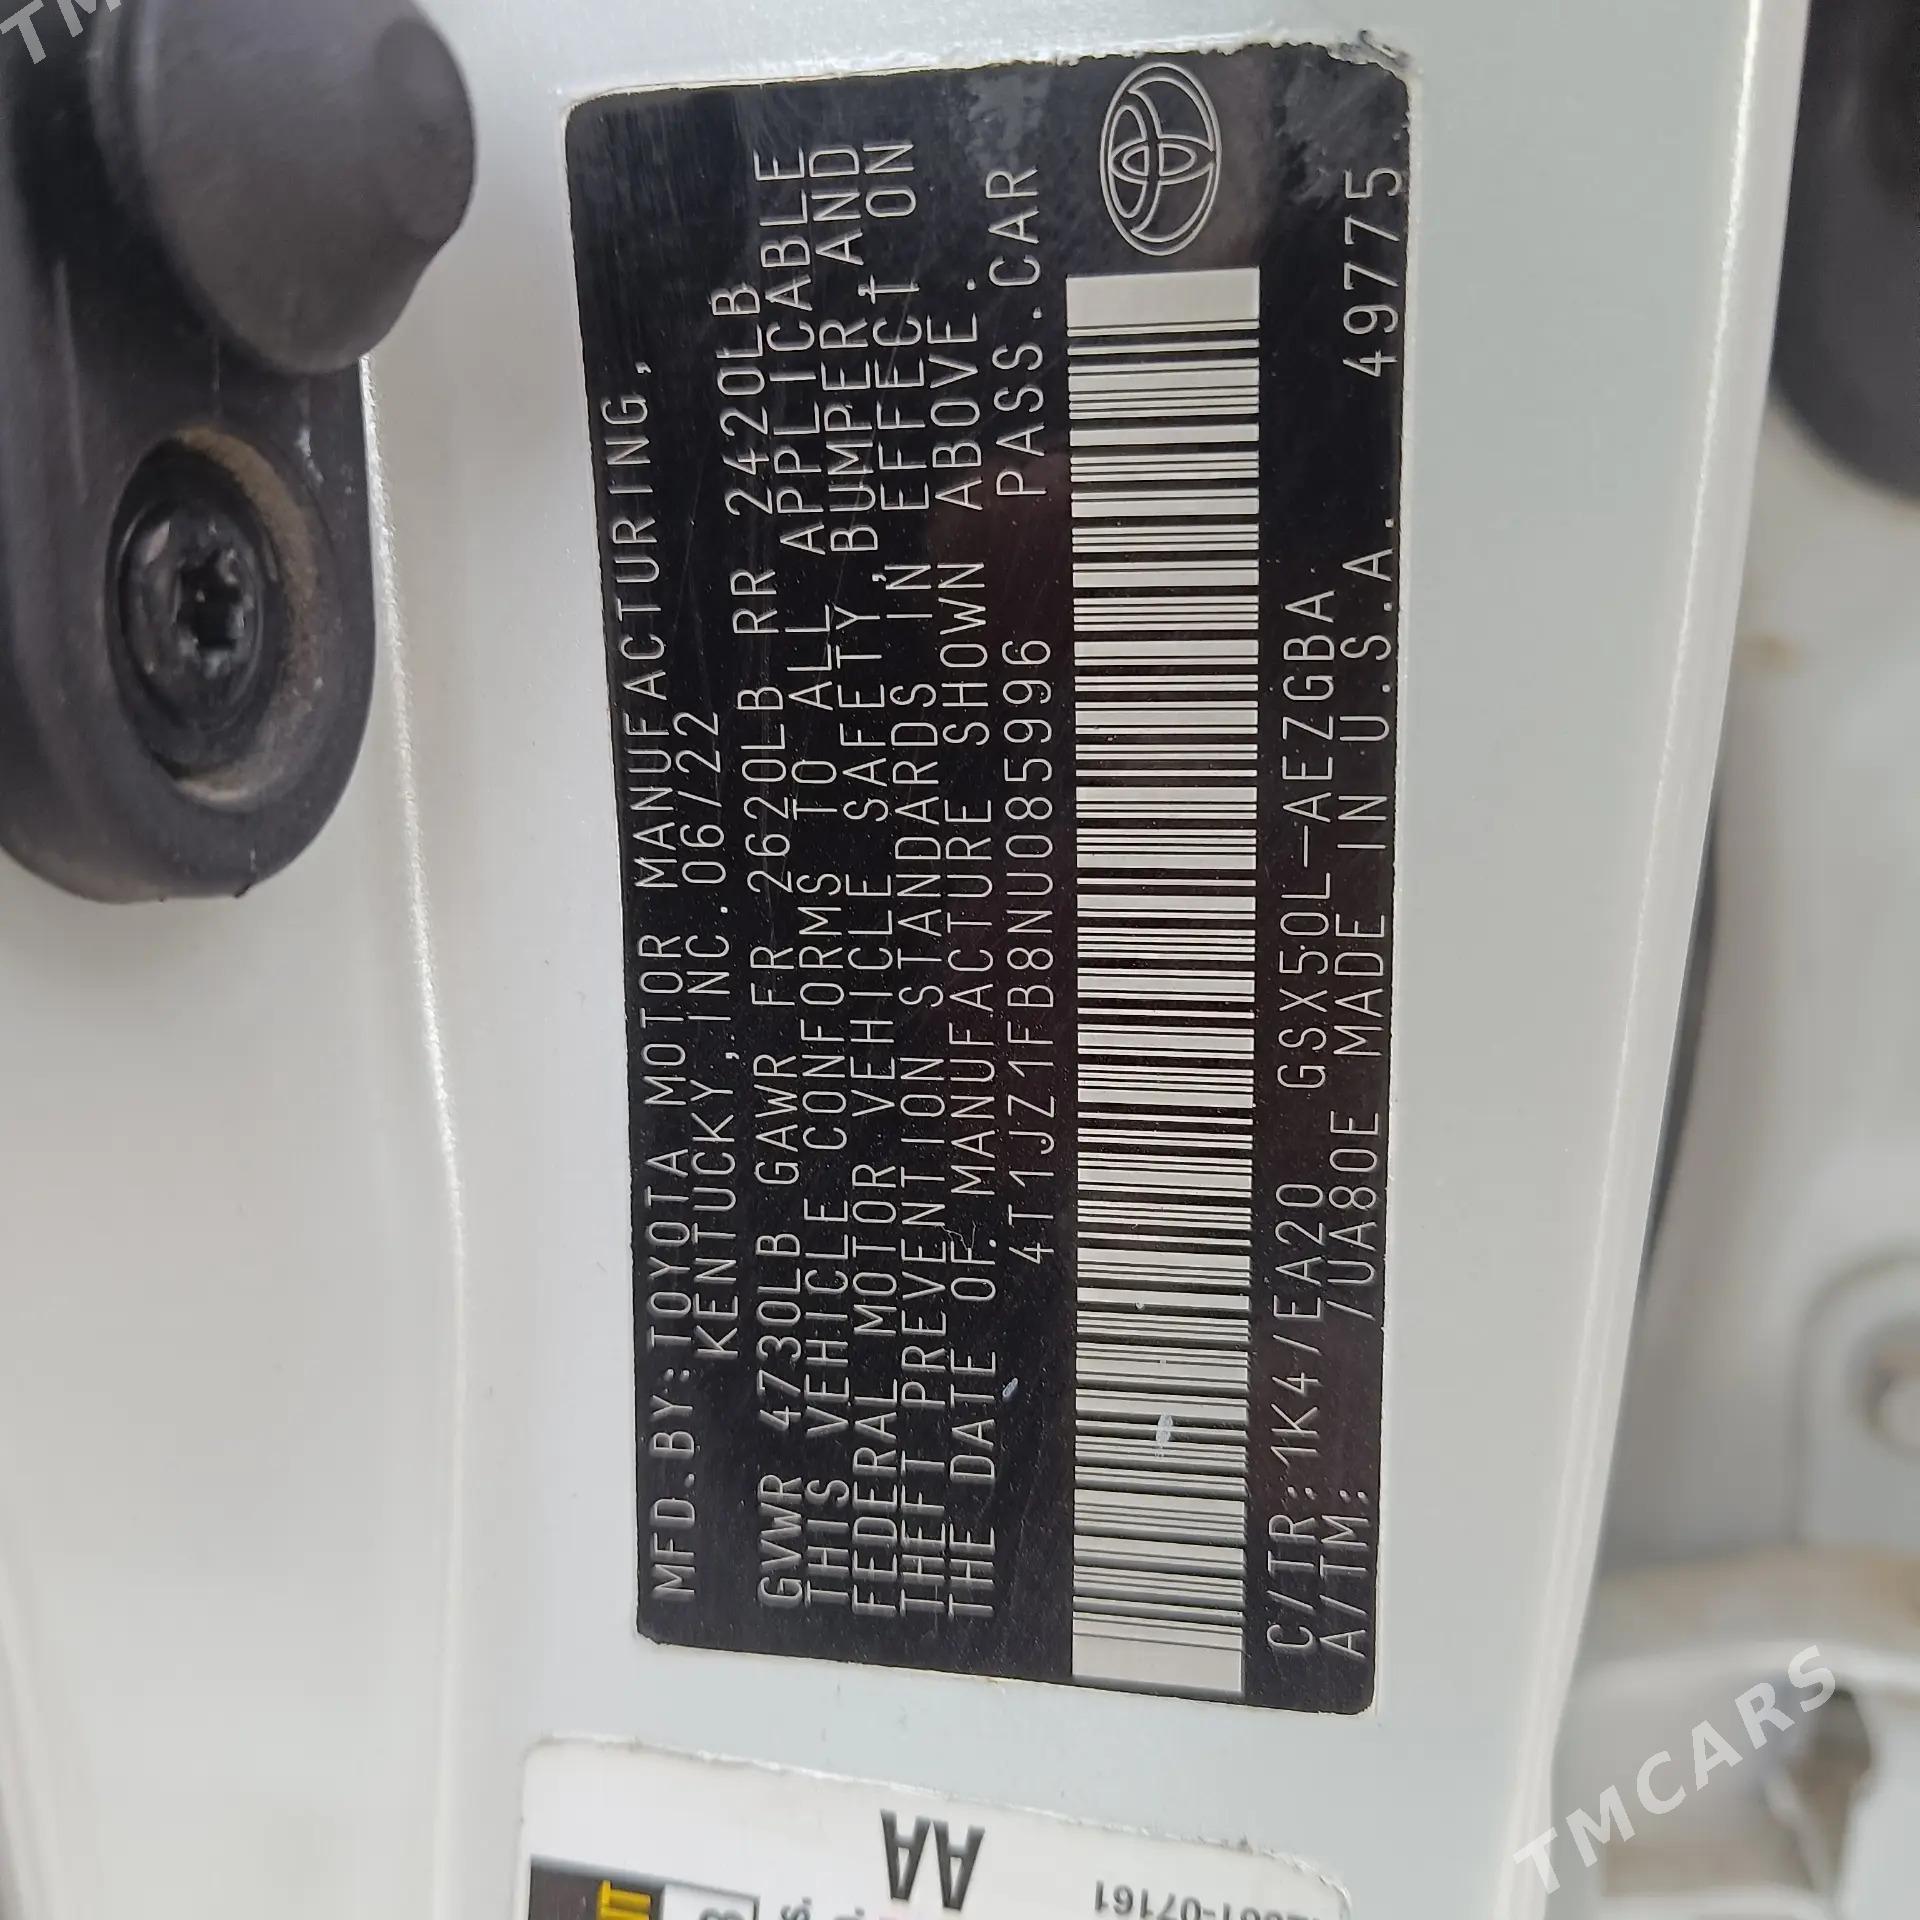 MFD.BY:TOYOTA MOTOR MANUFACTURING,
KENTUCKY, INC. 06/22
GVWR 4730LB GAWR FR 2620LB RR 2420LB
THIS VEHICLE CONFORMS TO ALL APPLICABLE
FEDERAL MOTOR VEHICLE SAFETY, BUMPER, AND
THEFT PREVENTION STANDARDS IN EFFECT ON
THE DATE OF MANUFACTURE SHOWN ABOVE.
4T1JZ1FB8NU085996 PASS.CAR
C/TR:1K4/EA20 GSX50L-AEZGBA
A/TM: /UA80E MADE IN U.S.A. 49775
AA
TMCARS